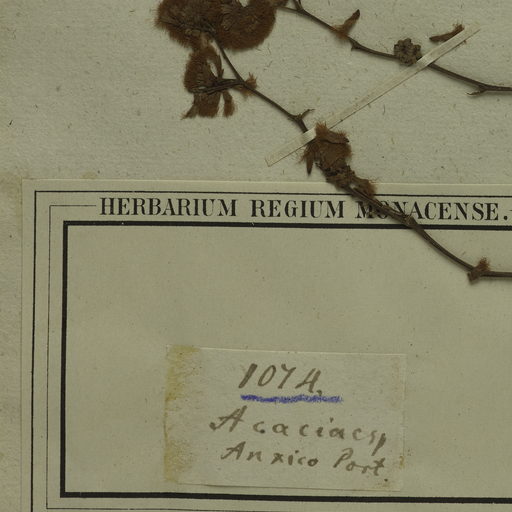 HERBARIUM REGIUM MONACENSE.
1074.
Acacia sp
Anxico Port.